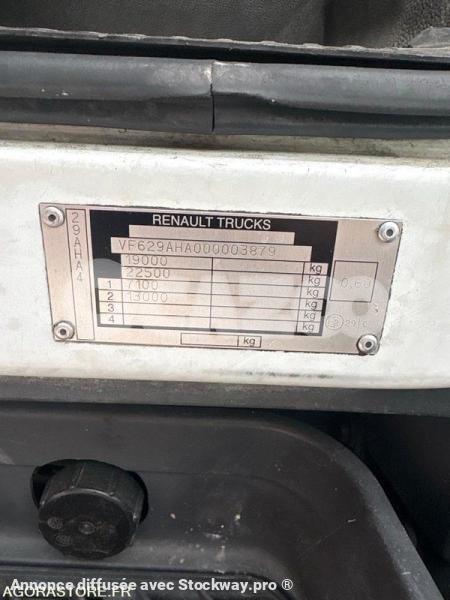 RENAULT TRUCKS
29AHA4
VF629AHA000003879
19000 kg
22500 kg
1 7100 kg
2 13000 kg
3 kg
4 kg
0,60
kg
Annonce diffusée avec Stockway.pro ®
AGORASTORE.FR